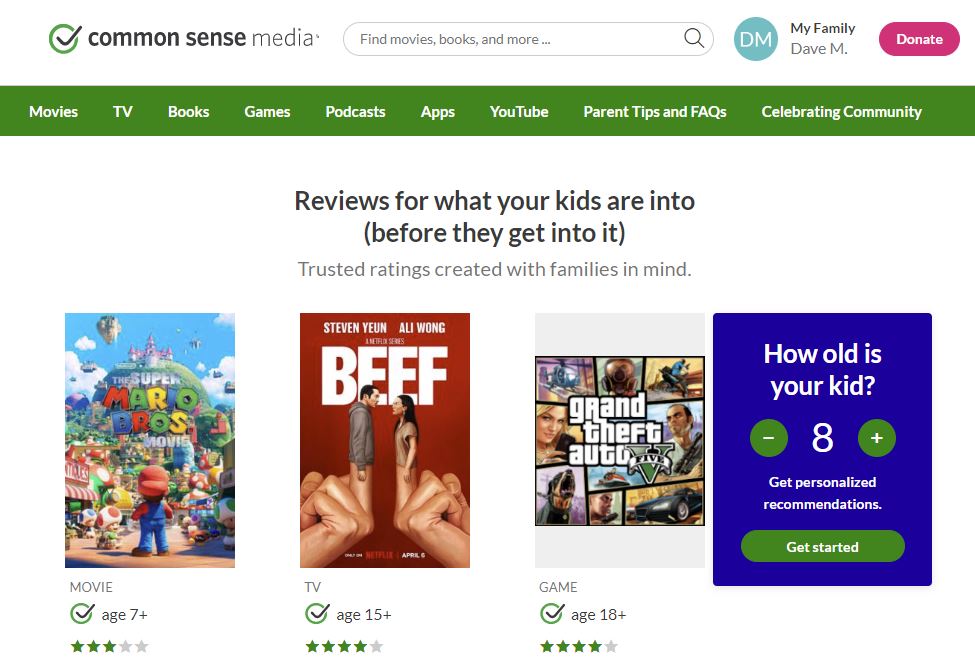 common sense media
Find movies, books, and more ...
DM
My Family
Dave M.
Donate
Movies
TV
Books
Games
Podcasts
Apps
YouTube
Parent Tips and FAQs
Celebrating Community
Reviews for what your kids are into
(before they get into it)
Trusted ratings created with families in mind.
THE SUPER
MARIO
BROS.
MOVIE
MOVIE
age 7+
STEVEN YEUN ALI WONG
A NETFLIX SERIES
BEEF
ONLY ON NETFLIX | APRIL 6
TV
age 15+
grand
theft
auto
V
FIVE
GAME
age 18+
How old is
your kid?
− 8 +
Get personalized
recommendations.
Get started